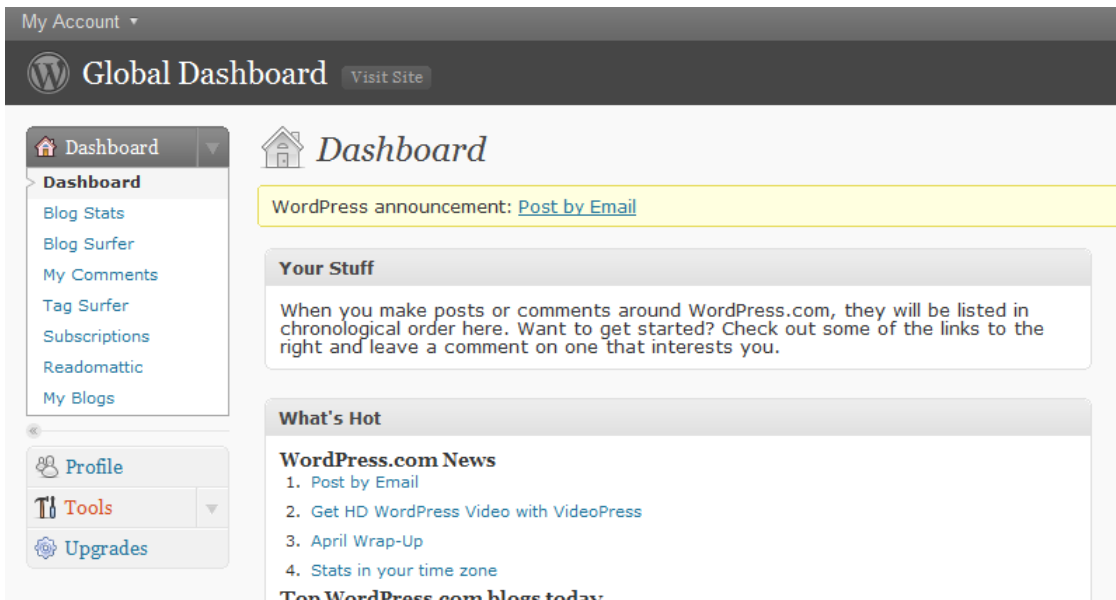 My Account
Global Dashboard Visit Site
Dashboard
Dashboard
Blog Stats
Blog Surfer
My Comments
Tag Surfer
Subscriptions
Readomattic
My Blogs
Profile
Tools
Upgrades
Dashboard
WordPress announcement: Post by Email
Your Stuff
When you make posts or comments around WordPress.com, they will be listed in
chronological order here. Want to get started? Check out some of the links to the
right and leave a comment on one that interests you.
What's Hot
WordPress.com News
1. Post by Email
2. Get HD WordPress Video with VideoPress
3. April Wrap-Up
4. Stats in your time zone
Top WordPress.com blogs today